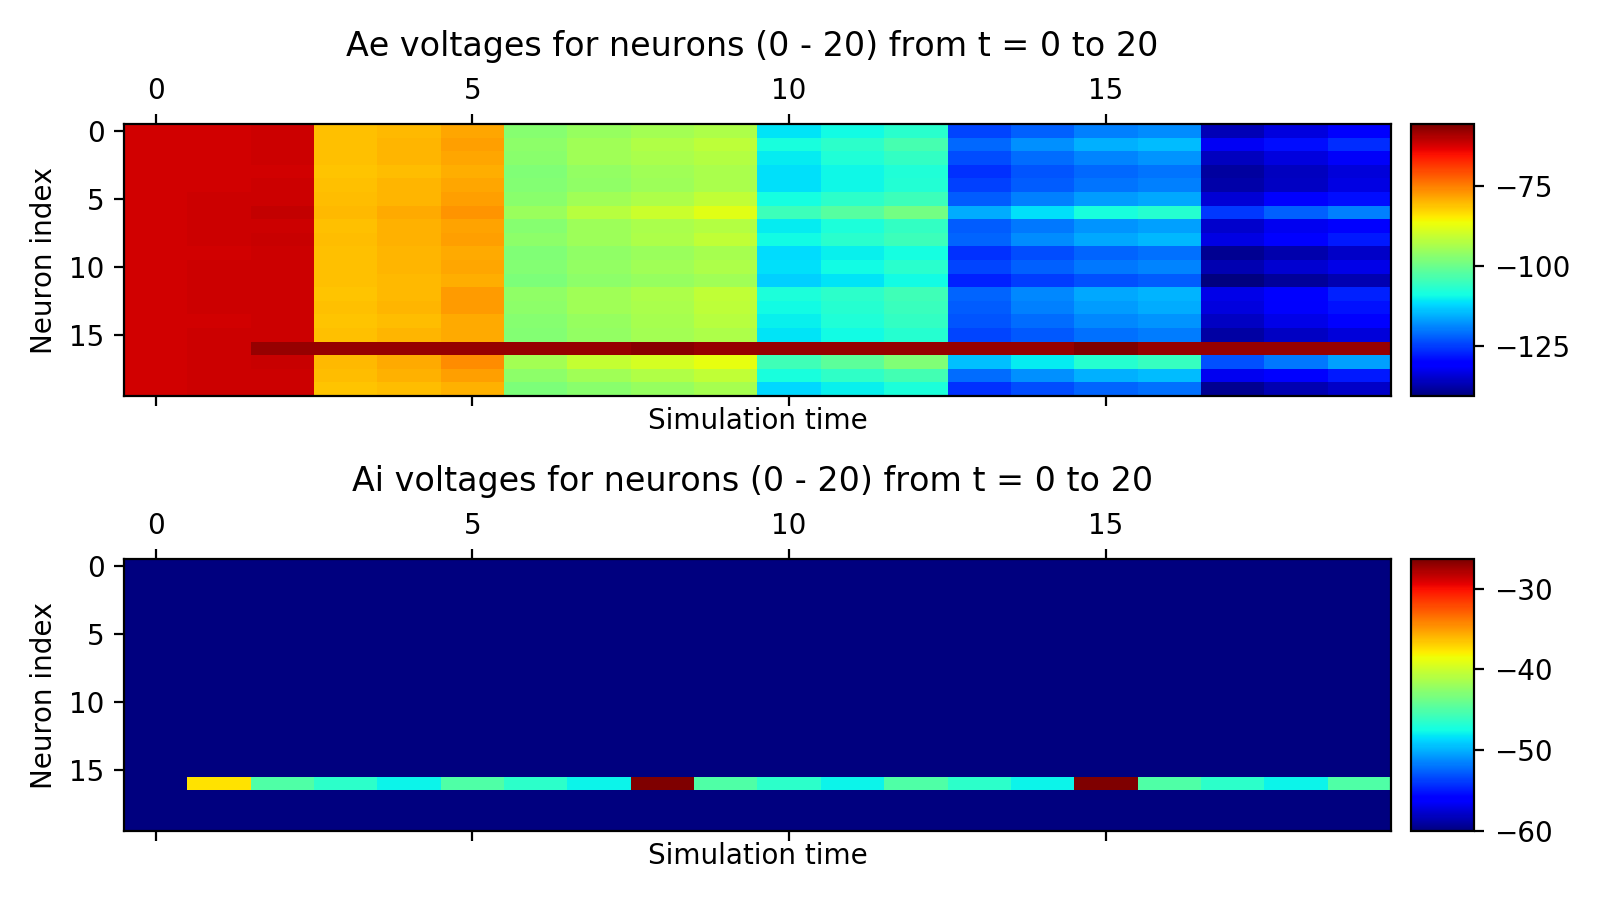 Ae voltages for neurons (0 - 20) from t = 0 to 20
0 5 10 15
Neuron index
0
5
10
15
−75
−100
−125
Simulation time
Ai voltages for neurons (0 - 20) from t = 0 to 20
0 5 10 15
Neuron index
0
5
10
15
−30
−40
−50
−60
Simulation time